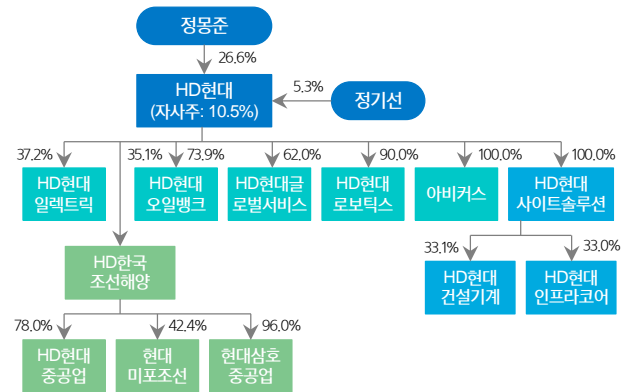 정몽준
26.6%
HD현대
(자사주: 10.5%)
5.3%
정기선
37.2%
35.1%
73.9%
62.0%
90.0%
100.0%
100.0%
HD현대
일렉트릭
HD현대
오일뱅크
HD현대글
로벌서비스
HD현대
로보틱스
아비커스
HD현대
사이트솔루션
HD한국
조선해양
33.1%
33.0%
HD현대
건설기계
HD현대
인프라코어
78.0%
42.4%
96.0%
HD현대
중공업
현대
미포조선
현대삼호
중공업